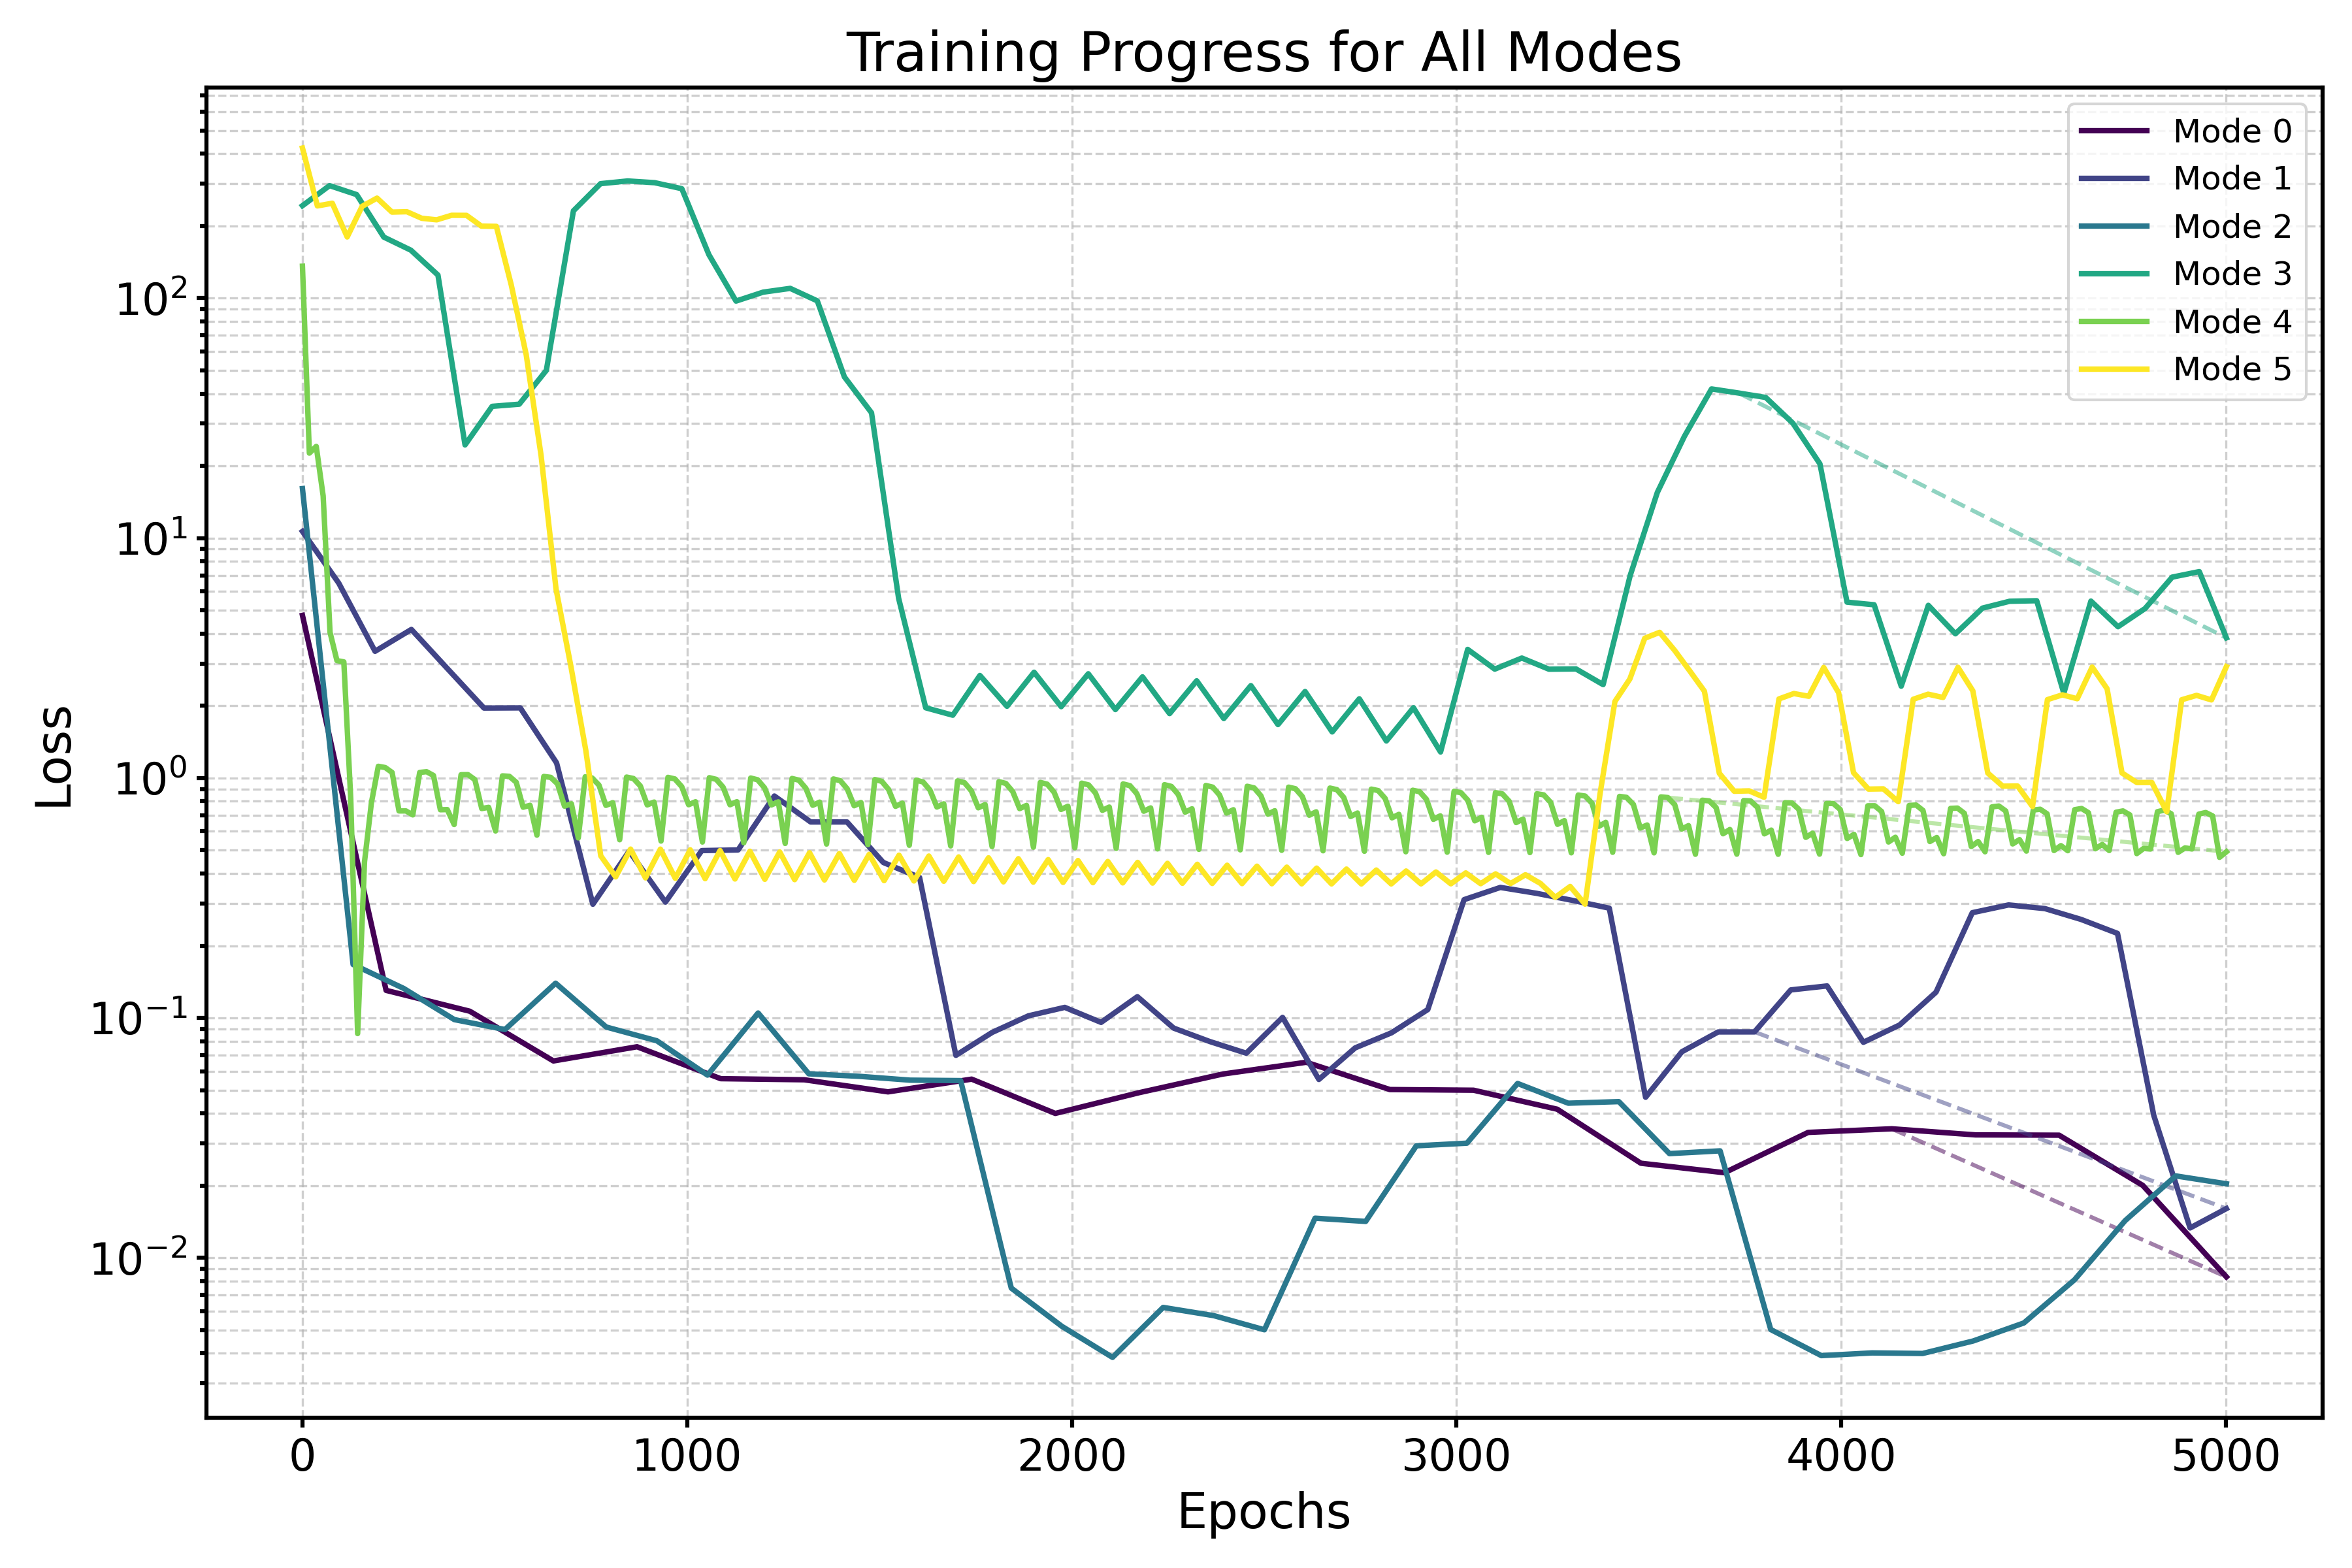 Training Progress for All Modes
Mode 0
Mode 1
Mode 2
Mode 3
Mode 4
Mode 5
Loss
10²
10¹
10⁰
10⁻¹
10⁻²
0 1000 2000 3000 4000 5000
Epochs